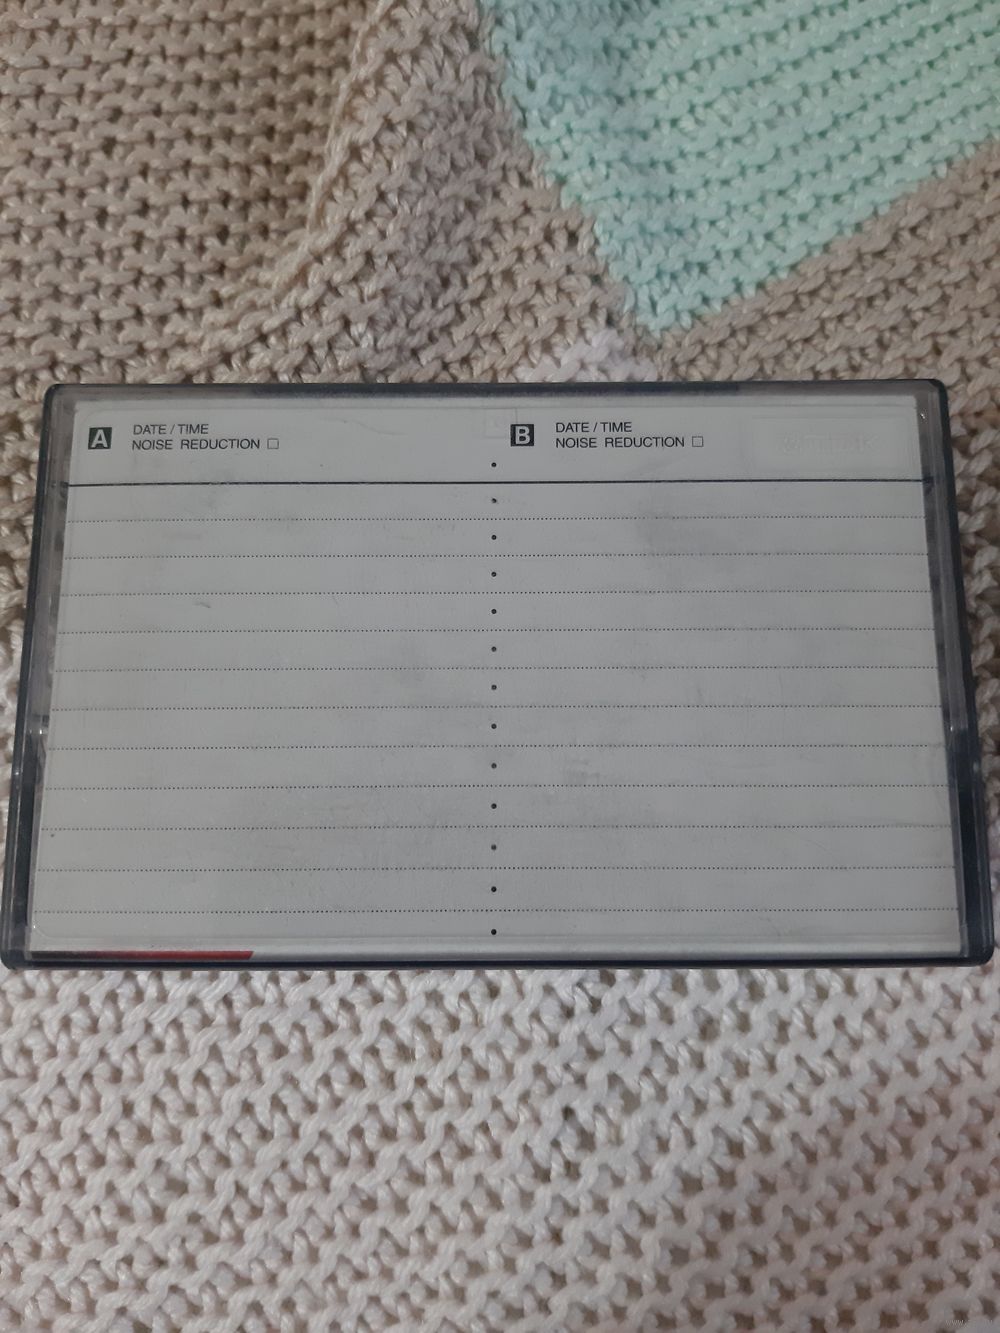 A DATE / TIME
NOISE REDUCTION
B DATE / TIME
NOISE REDUCTION